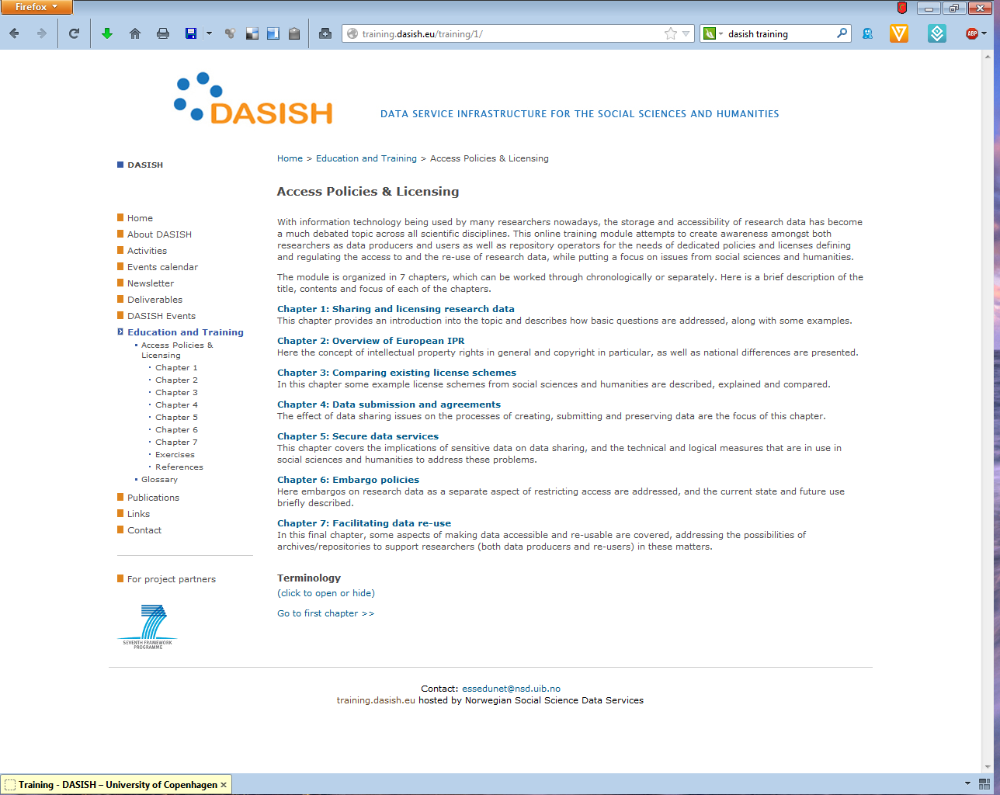 Firefox
training.dasish.eu/training/1/
dasish training
ABP
DASISH
DATA SERVICE INFRASTRUCTURE FOR THE SOCIAL SCIENCES AND HUMANITIES
DASISH
Home > Education and Training > Access Policies & Licensing
Access Policies & Licensing
Home
About DASISH
Activities
Events calendar
Newsletter
Deliverables
DASISH Events
Education and Training
Access Policies &
Licensing
Chapter 1
Chapter 2
Chapter 3
Chapter 4
Chapter 5
Chapter 6
Chapter 7
Exercises
References
Glossary
Publications
Links
Contact
For project partners
7
SEVENTH FRAMEWORK
PROGRAMME
With information technology being used by many researchers nowadays, the storage and accessibility of research data has become
a much debated topic across all scientific disciplines. This online training module attempts to create awareness amongst both
researchers as data producers and users as well as repository operators for the needs of dedicated policies and licenses defining
and regulating the access to and the re-use of research data, while putting a focus on issues from social sciences and humanities.
The module is organized in 7 chapters, which can be worked through chronologically or separately. Here is a brief description of the
title, contents and focus of each of the chapters.
Chapter 1: Sharing and licensing research data
This chapter provides an introduction into the topic and describes how basic questions are addressed, along with some examples.
Chapter 2: Overview of European IPR
Here the concept of intellectual property rights in general and copyright in particular, as well as national differences are presented.
Chapter 3: Comparing existing license schemes
In this chapter some example license schemes from social sciences and humanities are described, explained and compared.
Chapter 4: Data submission and agreements
The effect of data sharing issues on the processes of creating, submitting and preserving data are the focus of this chapter.
Chapter 5: Secure data services
This chapter covers the implications of sensitive data on data sharing, and the technical and logical measures that are in use in
social sciences and humanities to address these problems.
Chapter 6: Embargo policies
Here embargos on research data as a separate aspect of restricting access are addressed, and the current state and future use
briefly described.
Chapter 7: Facilitating data re-use
In this final chapter, some aspects of making data accessible and re-usable are covered, addressing the possibilities of
archives/repositories to support researchers (both data producers and re-users) in these matters.
Terminology
(click to open or hide)
Go to first chapter >>
Contact: essedunet@nsd.uib.no
training.dasish.eu hosted by Norwegian Social Science Data Services
Training - DASISH – University of Copenhagen